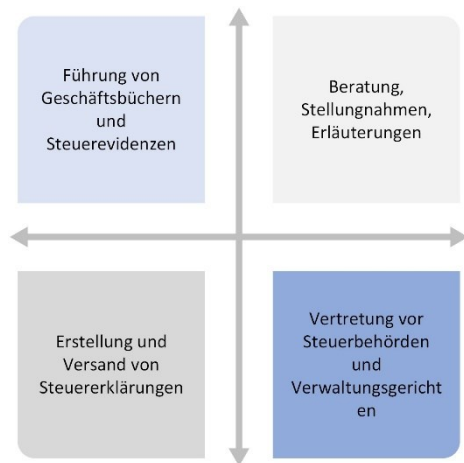 Führung von
Geschäftsbüchern
und
Steuerevidenzen
Beratung,
Stellungnahmen,
Erläuterungen
Erstellung und
Versand von
Steuererklärungen
Vertretung vor
Steuerbehörden
und
Verwaltungsgericht
en